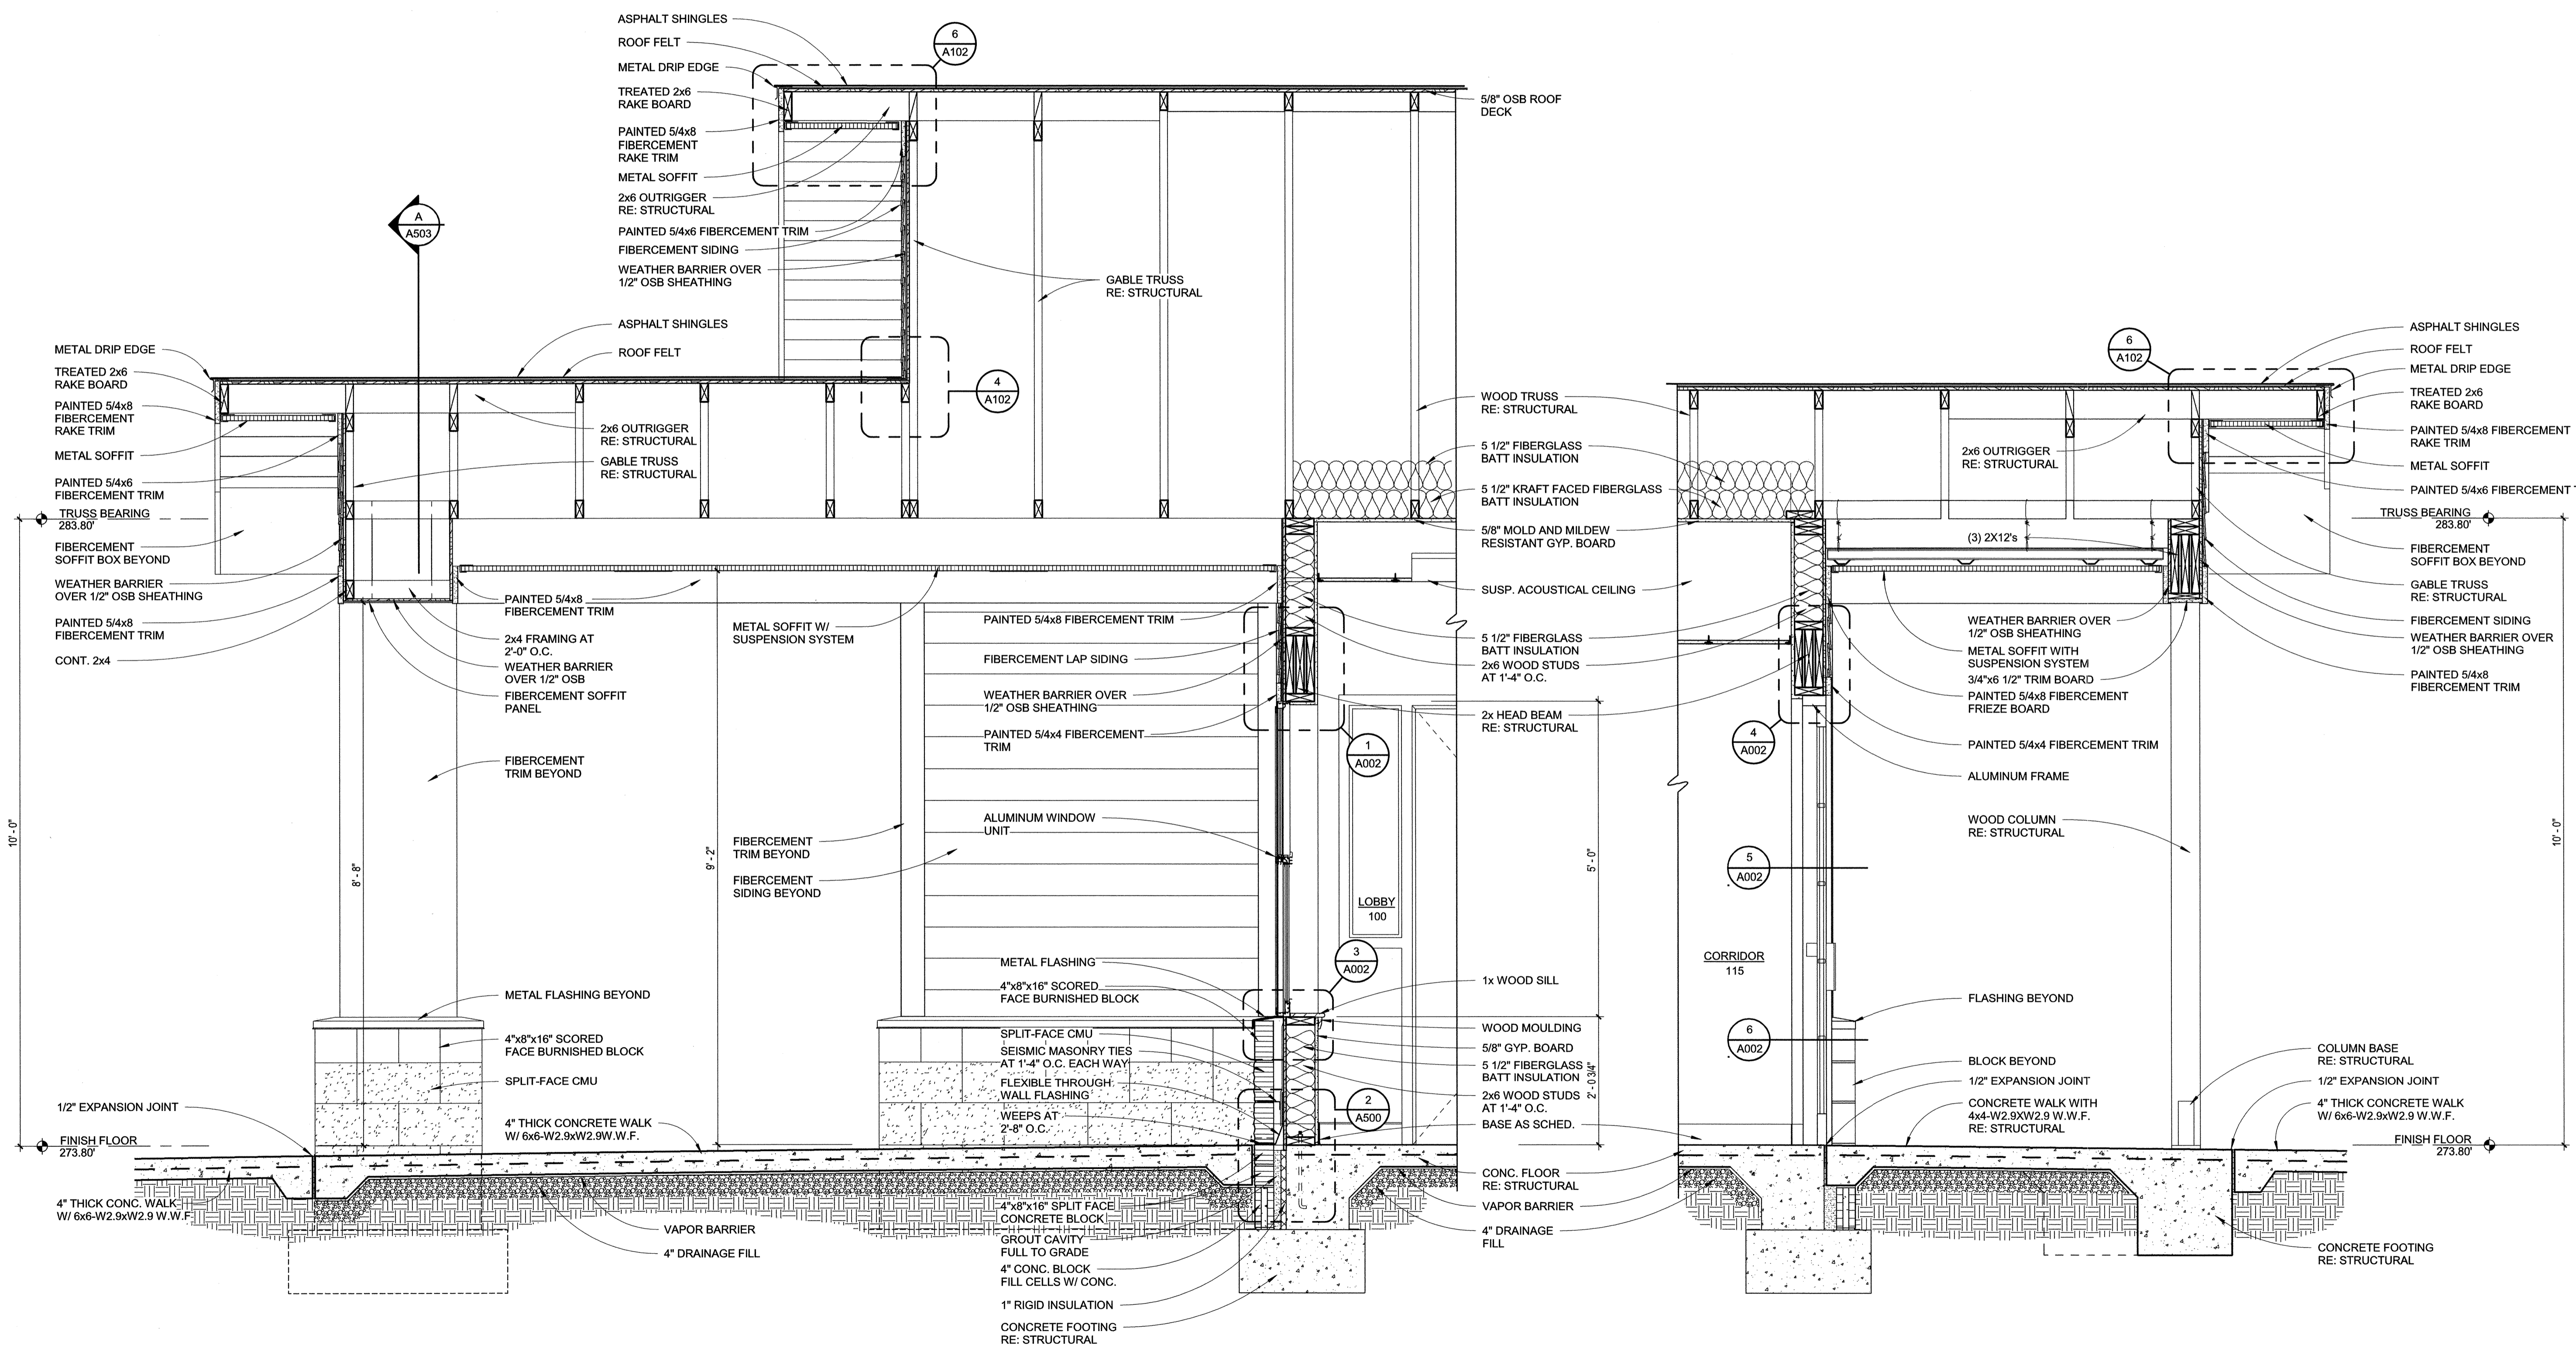 ASPHALT SHINGLES
ROOF FELT
METAL DRIP EDGE
TREATED 2x6
RAKE BOARD
PAINTED 5/4x8
FIBERCEMENT
RAKE TRIM
METAL SOFFIT
2x6 OUTRIGGER
RE: STRUCTURAL
PAINTED 5/4x6 FIBERCEMENT TRIM
FIBERCEMENT SIDING
WEATHER BARRIER OVER
1/2" OSB SHEATHING
6
A102
A
A503
GABLE TRUSS
RE: STRUCTURAL
ASPHALT SHINGLES
ROOF FELT
4
A102
METAL DRIP EDGE
TREATED 2x6
RAKE BOARD
PAINTED 5/4x8
FIBERCEMENT
RAKE TRIM
METAL SOFFIT
PAINTED 5/4x6
FIBERCEMENT TRIM
TRUSS BEARING
283.80'
FIBERCEMENT
SOFFIT BOX BEYOND
WEATHER BARRIER
OVER 1/2" OSB SHEATHING
PAINTED 5/4x8
FIBERCEMENT TRIM
CONT. 2x4
2x6 OUTRIGGER
RE: STRUCTURAL
GABLE TRUSS
RE: STRUCTURAL
PAINTED 5/4x8
FIBERCEMENT TRIM
2x4 FRAMING AT
2'-0" O.C.
WEATHER BARRIER
OVER 1/2" OSB
FIBERCEMENT SOFFIT
PANEL
FIBERCEMENT
TRIM BEYOND
METAL SOFFIT W/
SUSPENSION SYSTEM
FIBERCEMENT
TRIM BEYOND
FIBERCEMENT
SIDING BEYOND
10' - 0"
8' - 8"
9' - 2"
METAL FLASHING BEYOND
4"x8"x16" SCORED
FACE BURNISHED BLOCK
SPLIT-FACE CMU
4" THICK CONCRETE WALK
W/ 6x6-W2.9xW2.9W.W.F.
1/2" EXPANSION JOINT
FINISH FLOOR
273.80'
4" THICK CONC. WALK
W/ 6x6-W2.9xW2.9 W.W.F.
VAPOR BARRIER
4" DRAINAGE FILL
PAINTED 5/4x8 FIBERCEMENT TRIM
FIBERCEMENT LAP SIDING
WEATHER BARRIER OVER
1/2" OSB SHEATHING
PAINTED 5/4x4 FIBERCEMENT
TRIM
ALUMINUM WINDOW
UNIT
METAL FLASHING
4"x8"x16" SCORED
FACE BURNISHED BLOCK
SPLIT-FACE CMU
SEISMIC MASONRY TIES
AT 1'-4" O.C. EACH WAY
FLEXIBLE THROUGH
WALL FLASHING
WEEPS AT
2'-8" O.C.
4"x8"x16" SPLIT FACE
CONCRETE BLOCK
GROUT CAVITY
FULL TO GRADE
4" CONC. BLOCK
FILL CELLS W/ CONC.
1" RIGID INSULATION
CONCRETE FOOTING
RE: STRUCTURAL
1
A002
LOBBY
100
3
A002
2
A500
5/8" OSB ROOF
DECK
WOOD TRUSS
RE: STRUCTURAL
5 1/2" FIBERGLASS
BATT INSULATION
5 1/2" KRAFT FACED FIBERGLASS
BATT INSULATION
5/8" MOLD AND MILDEW
RESISTANT GYP. BOARD
SUSP. ACOUSTICAL CEILING
5 1/2" FIBERGLASS
BATT INSULATION
2x6 WOOD STUDS
AT 1'-4" O.C.
2x HEAD BEAM
RE: STRUCTURAL
5' - 0"
1x WOOD SILL
WOOD MOULDING
5/8" GYP. BOARD
5 1/2" FIBERGLASS
BATT INSULATION
2x6 WOOD STUDS
AT 1'-4" O.C.
2' - 0 3/4"
BASE AS SCHED.
CONC. FLOOR
RE: STRUCTURAL
VAPOR BARRIER
4" DRAINAGE
FILL
6
A102
ASPHALT SHINGLES
ROOF FELT
METAL DRIP EDGE
TREATED 2x6
RAKE BOARD
PAINTED 5/4x8 FIBERCEMENT
RAKE TRIM
METAL SOFFIT
PAINTED 5/4x6 FIBERCEMENT T
TRUSS BEARING
283.80'
FIBERCEMENT
SOFFIT BOX BEYOND
GABLE TRUSS
RE: STRUCTURAL
FIBERCEMENT SIDING
WEATHER BARRIER OVER
1/2" OSB SHEATHING
PAINTED 5/4x8
FIBERCEMENT TRIM
2x6 OUTRIGGER
RE: STRUCTURAL
(3) 2X12's
WEATHER BARRIER OVER
1/2" OSB SHEATHING
METAL SOFFIT WITH
SUSPENSION SYSTEM
3/4"x6 1/2" TRIM BOARD
PAINTED 5/4x8 FIBERCEMENT
FRIEZE BOARD
PAINTED 5/4x4 FIBERCEMENT TRIM
ALUMINUM FRAME
WOOD COLUMN
RE: STRUCTURAL
4
A002
5
A002
CORRIDOR
115
6
A002
10' - 0"
FLASHING BEYOND
BLOCK BEYOND
1/2" EXPANSION JOINT
CONCRETE WALK WITH
4x4-W2.9XW2.9 W.W.F.
RE: STRUCTURAL
COLUMN BASE
RE: STRUCTURAL
1/2" EXPANSION JOINT
4" THICK CONCRETE WALK
W/ 6x6-W2.9xW2.9 W.W.F.
FINISH FLOOR
273.80'
CONCRETE FOOTING
RE: STRUCTURAL